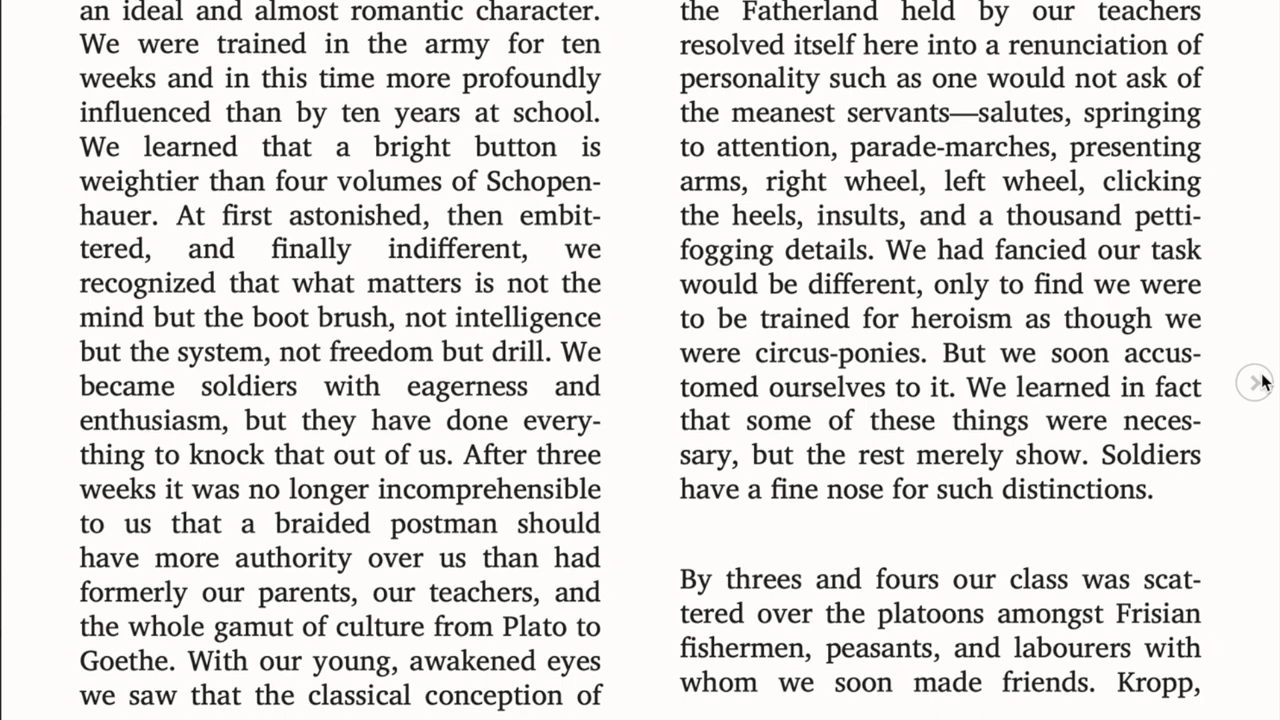 an ideal and almost romantic character.
We were trained in the army for ten
weeks and in this time more profoundly
influenced than by ten years at school.
We learned that a bright button is
weightier than four volumes of Schopen-
hauer. At first astonished, then embit-
tered, and finally indifferent, we
recognized that what matters is not the
mind but the boot brush, not intelligence
but the system, not freedom but drill. We
became soldiers with eagerness and
enthusiasm, but they have done every-
thing to knock that out of us. After three
weeks it was no longer incomprehensible
to us that a braided postman should
have more authority over us than had
formerly our parents, our teachers, and
the whole gamut of culture from Plato to
Goethe. With our young, awakened eyes
we saw that the classical conception of
the Fatherland held by our teachers
resolved itself here into a renunciation of
personality such as one would not ask of
the meanest servants—salutes, springing
to attention, parade-marches, presenting
arms, right wheel, left wheel, clicking
the heels, insults, and a thousand petti-
fogging details. We had fancied our task
would be different, only to find we were
to be trained for heroism as though we
were circus-ponies. But we soon accus-
tomed ourselves to it. We learned in fact
that some of these things were neces-
sary, but the rest merely show. Soldiers
have a fine nose for such distinctions.
By threes and fours our class was scat-
tered over the platoons amongst Frisian
fishermen, peasants, and labourers with
whom we soon made friends. Kropp,